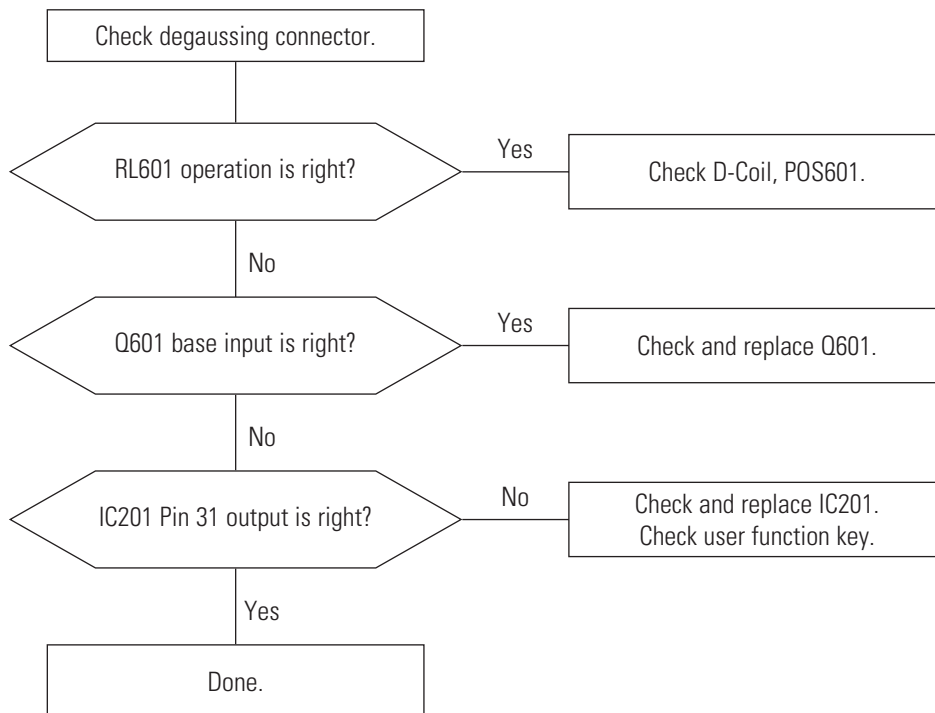 Check degaussing connector.
RL601 operation is right?
Yes
Check D-Coil, POS601.
No
Q601 base input is right?
Yes
Check and replace Q601.
No
IC201 Pin 31 output is right?
No
Check and replace IC201.
Check user function key.
Yes
Done.